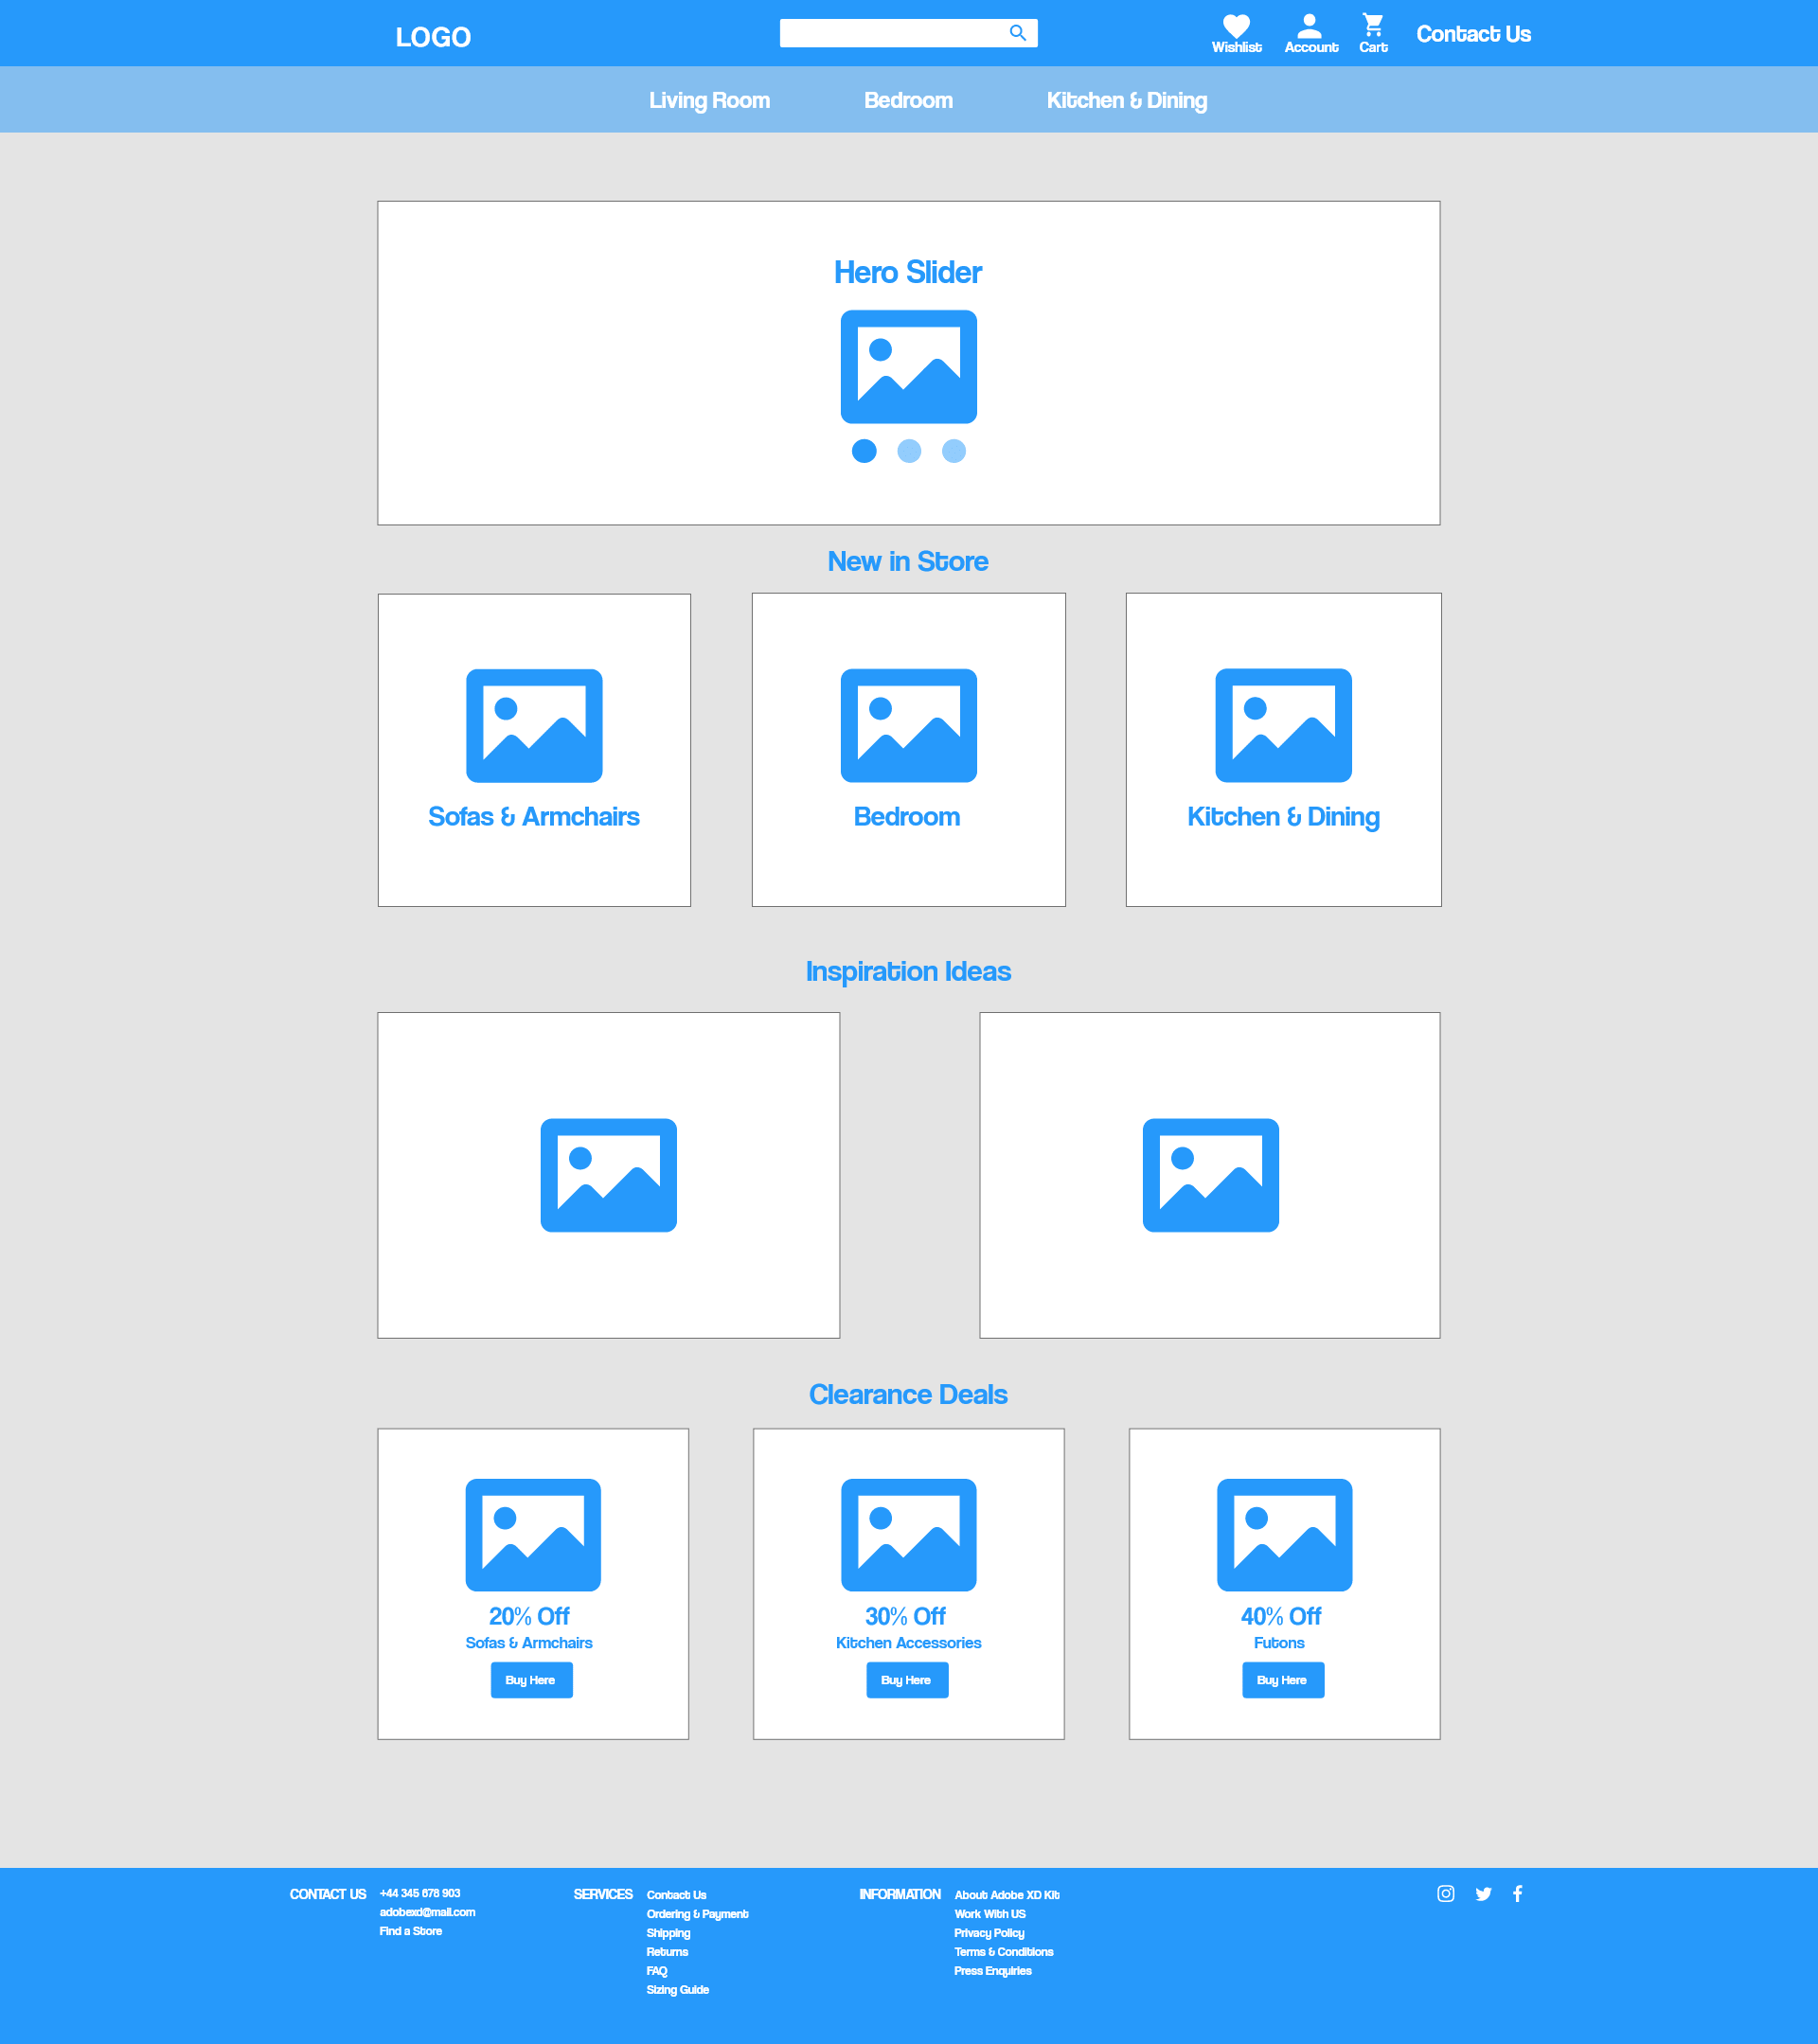 LOGO
Wishlist
Account
Cart
Contact Us
Living Room
Bedroom
Kitchen & Dining
Hero Slider
New in Store
Sofas & Armchairs
Bedroom
Kitchen & Dining
Inspiration Ideas
Clearance Deals
20% Off
Sofas & Armchairs
Buy Here
30% Off
Kitchen Accessories
Buy Here
40% Off
Futons
Buy Here
CONTACT US
+44 345 678 903
adobexd@mail.com
Find a Store
SERVICES
Contact Us
Ordering & Payment
Shipping
Returns
FAQ
Sizing Guide
INFORMATION
About Adobe XD Kit
Work With US
Privacy Policy
Terms & Conditions
Press Enquiries